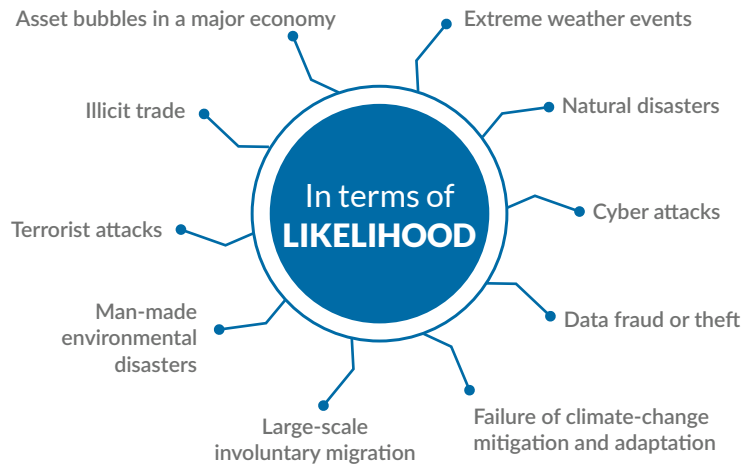 In terms of
LIKELIHOOD
Extreme weather events
Natural disasters
Cyber attacks
Data fraud or theft
Failure of climate-change
mitigation and adaptation
Large-scale
involuntary migration
Man-made
environmental
disasters
Terrorist attacks
Illicit trade
Asset bubbles in a major economy